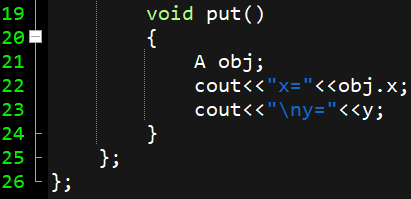 19 void put()
20 {
21 A obj;
22 cout<<"x="<<obj.x;
23 cout<<"\ny="<<y;
24 }
25 };
26 };